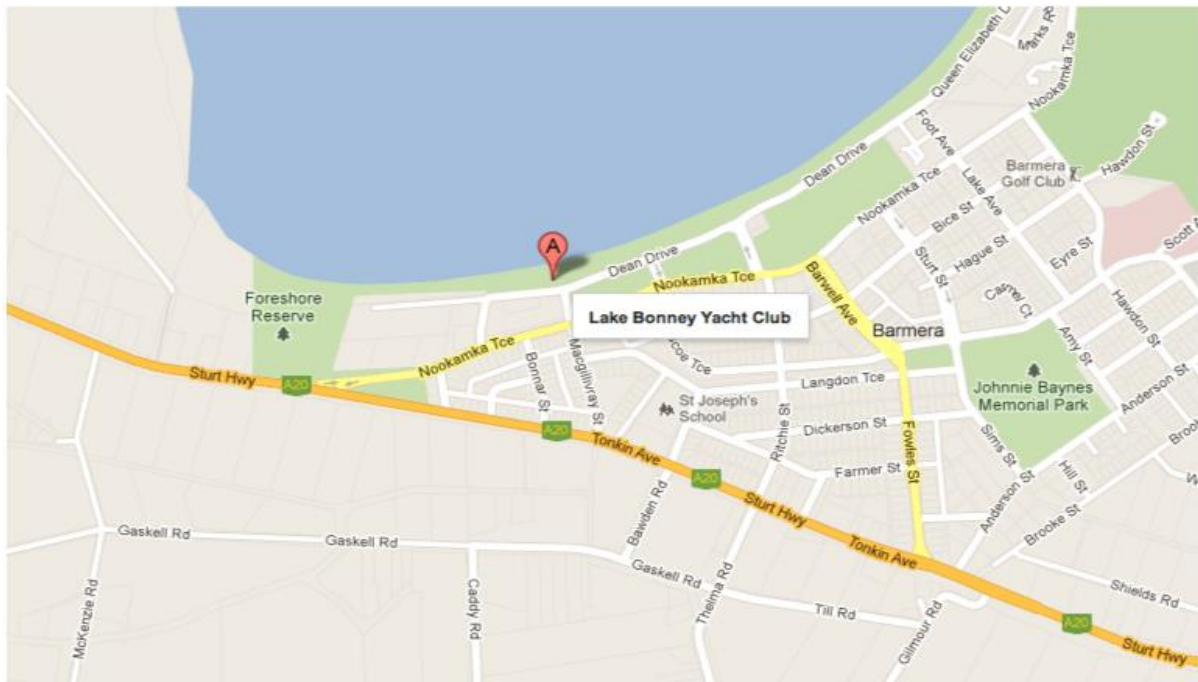 Queen Elizabeth D
Marks R
Nookamka Tce
Foot Ave
Hawdon St
Dean Drive
Barmera
Golf Club
Lake Ave
Nookamka Tce
Bice St
Scott A
A
Dean Drive
Hague St
Eyre St
Sturt St
Nookamka Tce
Barwell Ave
Camel Ct
Foreshore
Reserve
Lake Bonney Yacht Club
Barmera
Hawdon St
Amy St
Nookamka Tce
Macgillivray St
coe Tce
Sturt Hwy
A20
Bonnar St
Langdon Tce
Johnnie Baynes
Memorial Park
Anderson St
St Joseph's
School
Ritchie St
Dickerson St
Brooke
A20
Tonkin Ave
Fowles St
Sims St
Farmer St
Hill St
W
A20
Sturt Hwy
Anderson St
Brooke St
Bawden Rd
Gaskell Rd
Gaskell Rd
Tonkin Ave
Gaskell Rd
Shields Rd
McKenzie Rd
Caddy Rd
Thelma Rd
Till Rd
Gilmour Rd
A20
Sturt Hwy